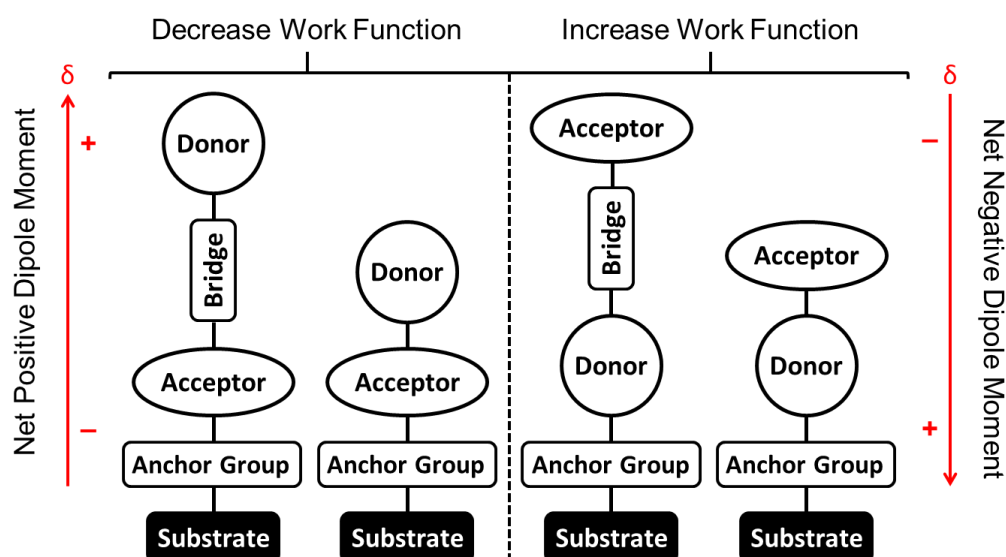 Decrease Work Function
Increase Work Function
δ
δ
Net Positive Dipole Moment
+
−
Donor
Bridge
Acceptor
Anchor Group
Substrate
Donor
Acceptor
Anchor Group
Substrate
Acceptor
Bridge
Donor
Anchor Group
Substrate
Acceptor
Donor
Anchor Group
Substrate
−
+
Net Negative Dipole Moment